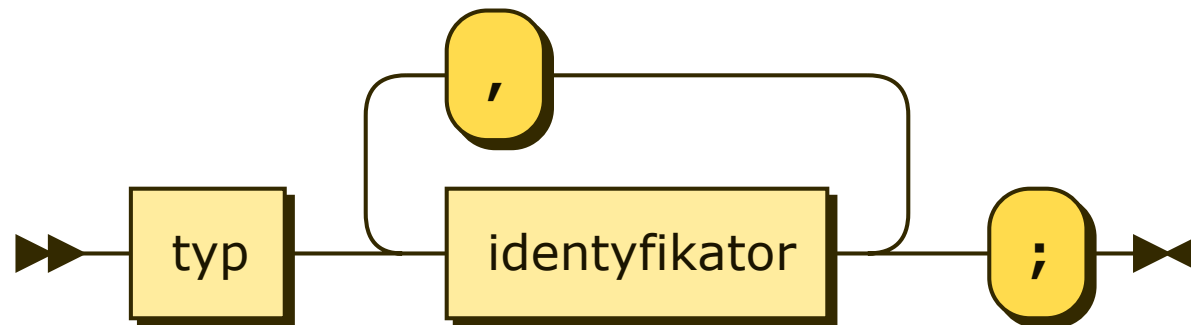 ,
typ identyfikator ;